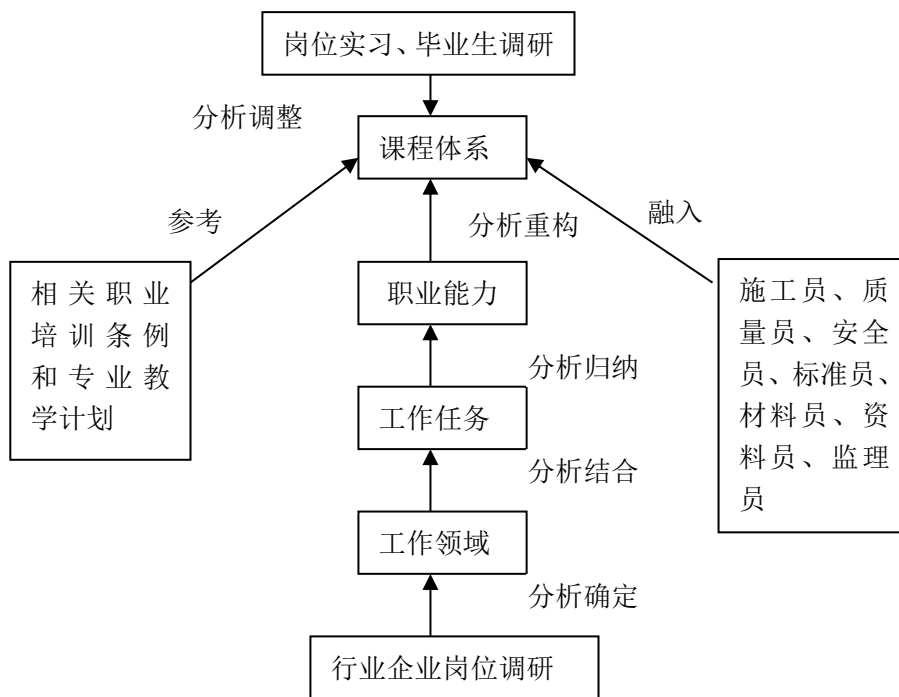 岗位实习、毕业生调研
分析调整
课程体系
参考
融入
分析重构
相关职业
培训条例
和专业教
学计划
职业能力
施工员、质
量员、安全
员、标准员、
材料员、资
料员、监理
员
分析归纳
工作任务
分析结合
工作领域
分析确定
行业企业岗位调研